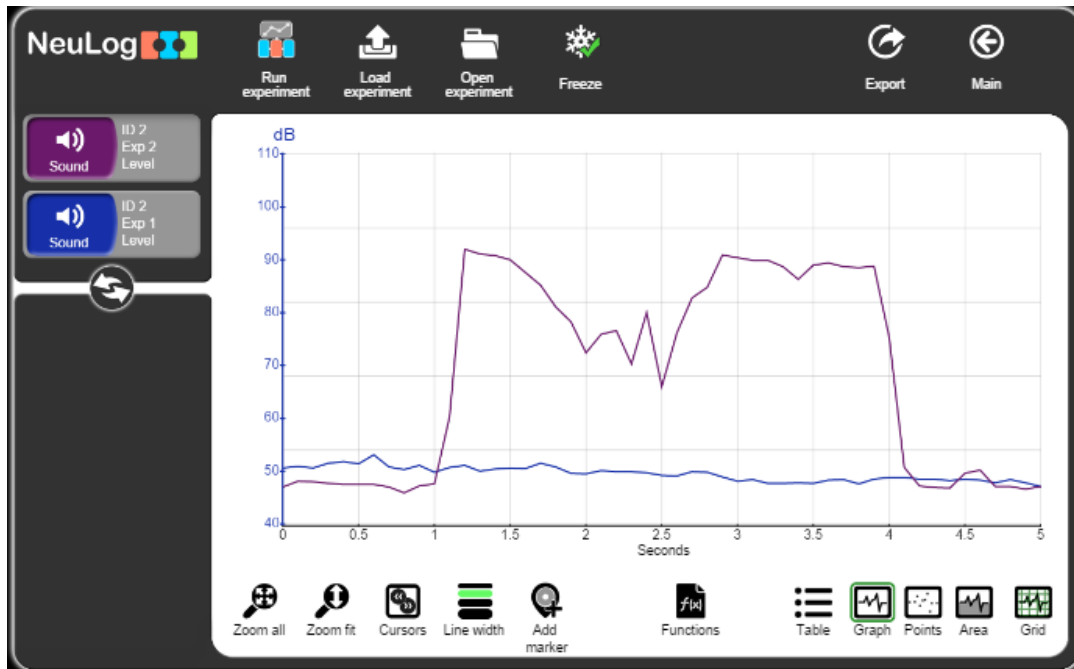 NeuLog
Run
experiment
Load
experiment
Open
experiment
Freeze
Export
Main
Sound
ID 2
Exp 2
Level
Sound
ID 2
Exp 1
Level
dB
110
100
90
80
70
60
50
40
0 0.5 1 1.5 2 2.5 3 3.5 4 4.5 5
Seconds
Zoom all
Zoom fit
Cursors
Line width
Add
marker
f(x)
Functions
Table
Graph
Points
Area
Grid